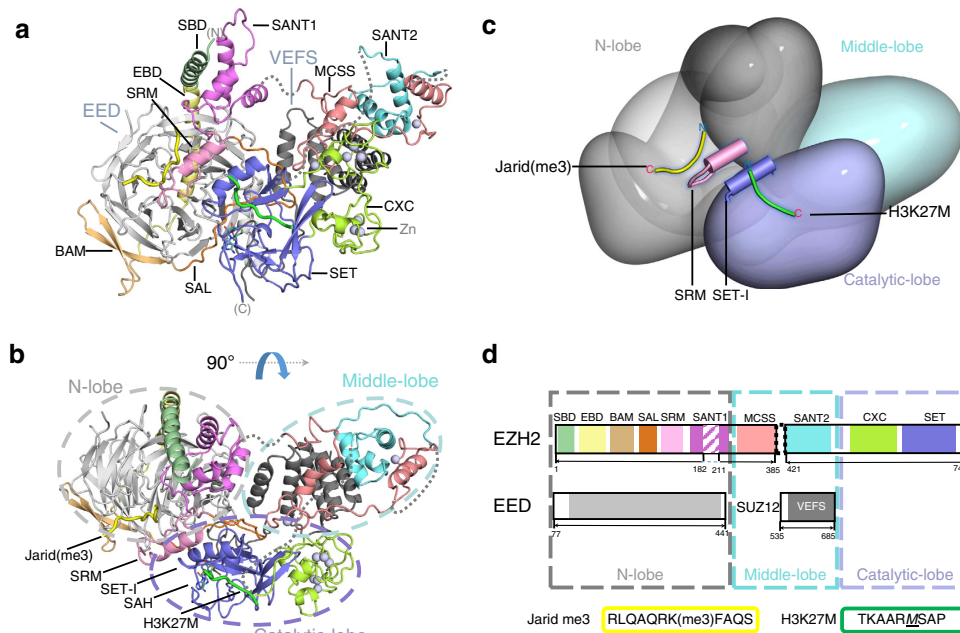 a
SBD
(N)
SANT1
EBD
SRM
EED
VEFS
MCSS
SANT2
CXC
Zn
BAM
SAL
SET
(C)
b
90°
N-lobe
Middle-lobe
Jarid(me3)
SRM
SET-I
SAH
H3K27M
Catalytic-lobe
c
N-lobe
Middle-lobe
N
Jarid(me3)
C
N
C
H3K27M
SRM SET-I
Catalytic-lobe
d
SBD EBD BAM SAL SRM SANT1 MCSS SANT2 CXC SET
EZH2
1 182 211 385 421
EED SUZ12 VEFS
77 441 535 685
N-lobe Middle-lobe Catalytic-lobe
Jarid me3 RLQAQRK(me3)FAQS H3K27M TKAARMSAP